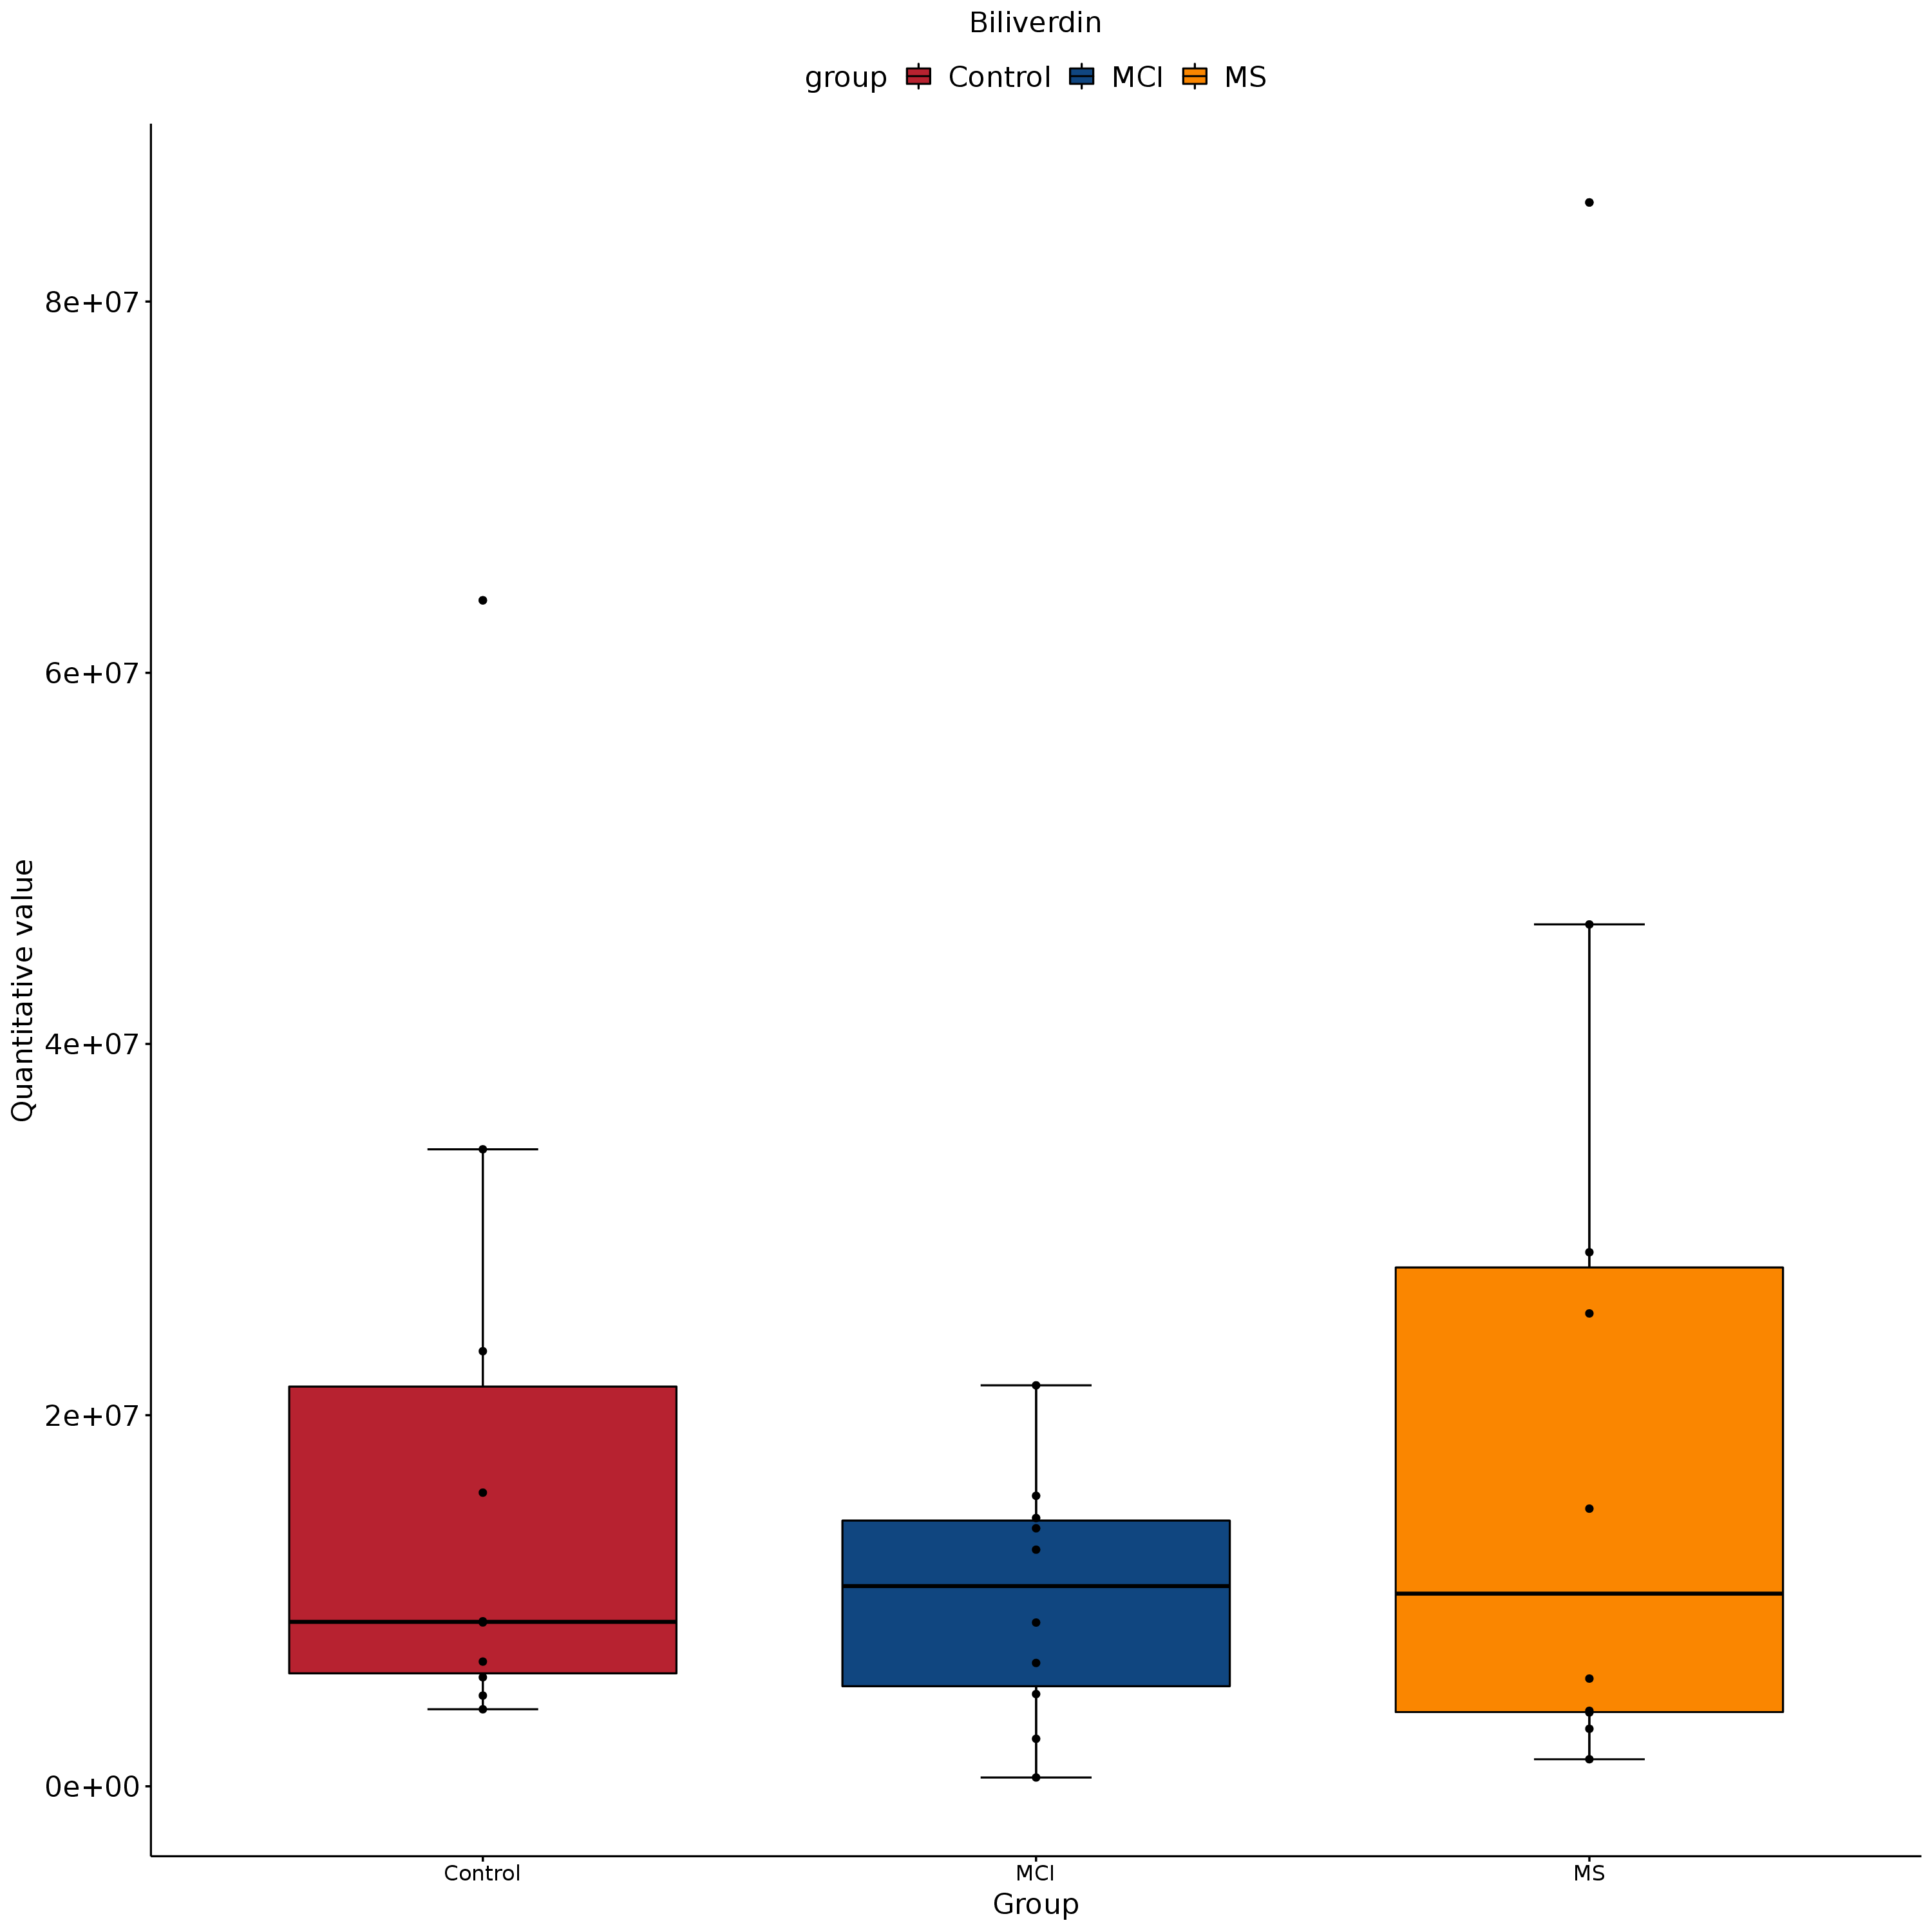 Biliverdin
group Control MCI MS
Quantitative value
8e+07
6e+07
4e+07
2e+07
0e+00
Control MCI MS
Group